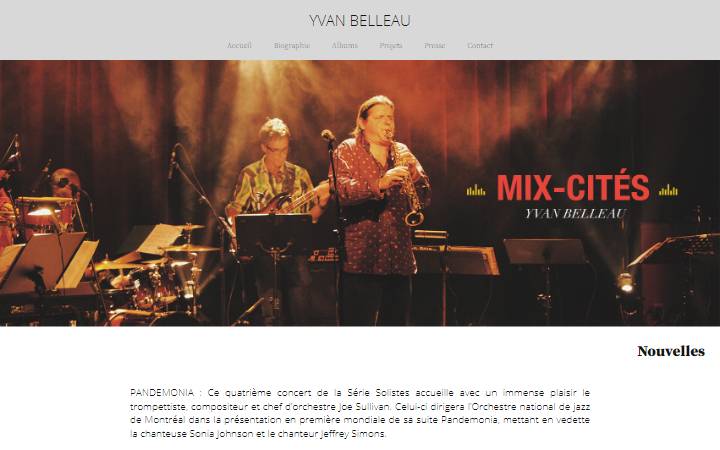 YVAN BELLEAU
Accueil Biographie Albums Projets Presse Contact
MIX-CITÉS
YVAN BELLEAU
Nouvelles
PANDEMONIA : Ce quatrième concert de la Série Solistes accueille avec un immense plaisir le
trompettiste, compositeur et chef d'orchestre Joe Sullivan. Celui-ci dirigera l'Orchestre national de jazz
de Montréal dans la présentation en première mondiale de sa suite Pandemonia, mettant en vedette
la chanteuse Sonia Johnson et le chanteur Jeffrey Simons.